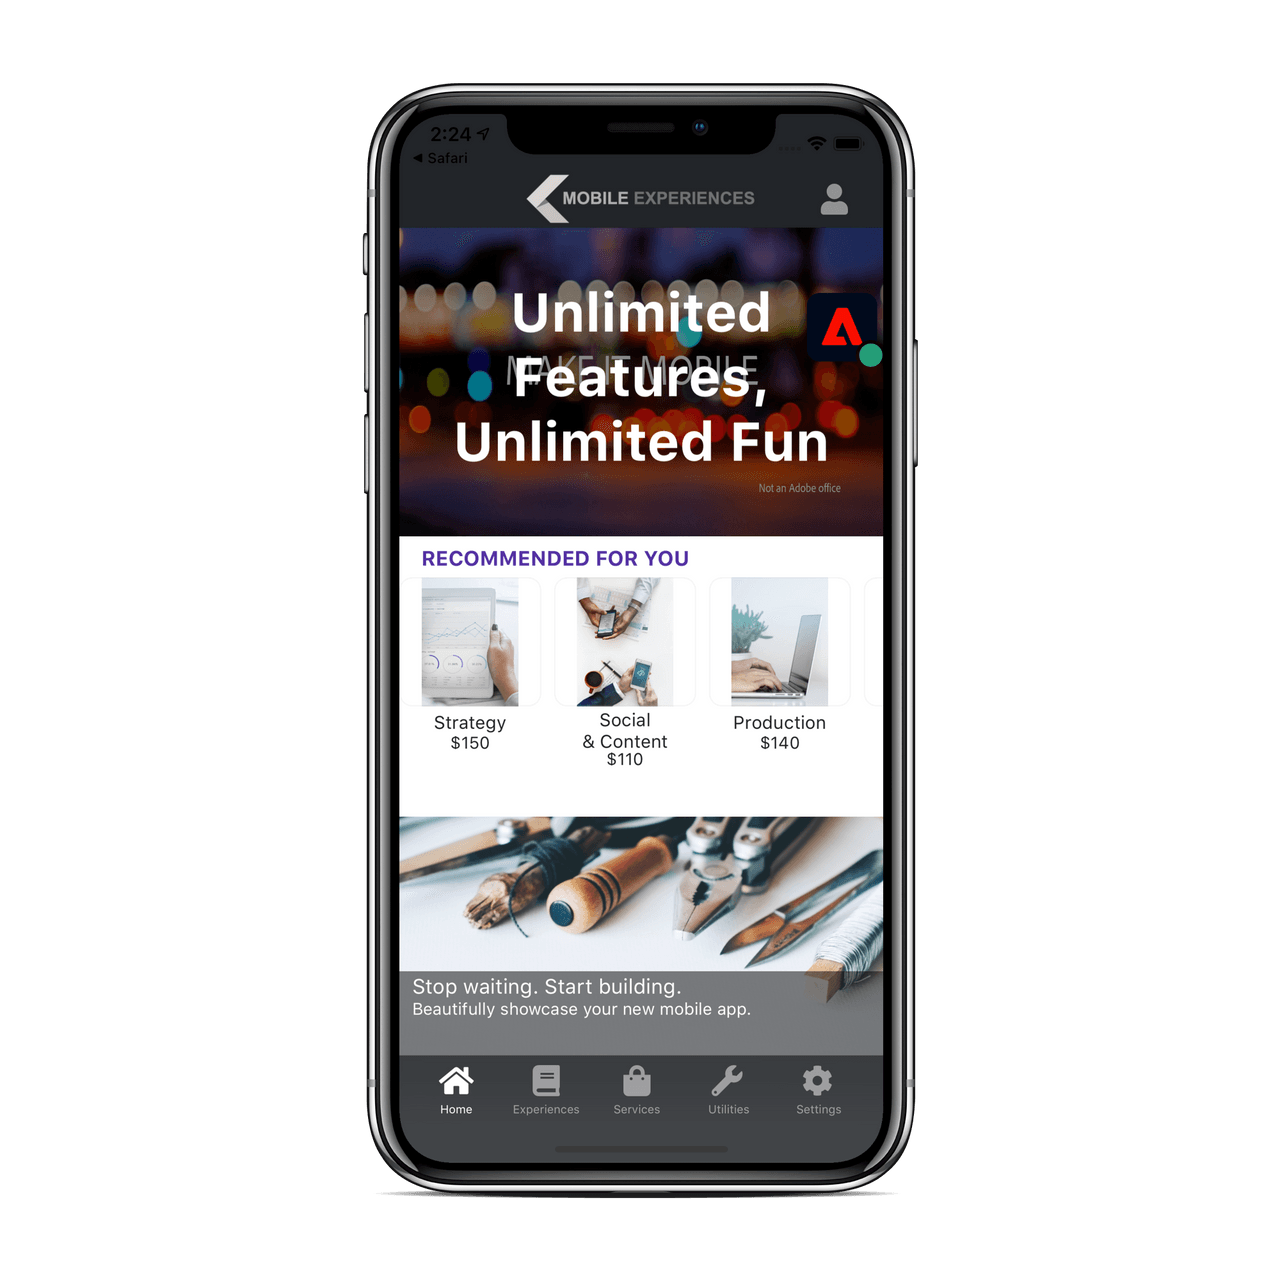 2:24
◀ Safari
MOBILE EXPERIENCES
Unlimited
MAKE IT MOBILE
Features,
Unlimited Fun
Not an Adobe office
RECOMMENDED FOR YOU
Strategy
$150
Social
& Content
$110
Production
$140
Stop waiting. Start building.
Beautifully showcase your new mobile app.
Home
Experiences
Services
Utilities
Settings